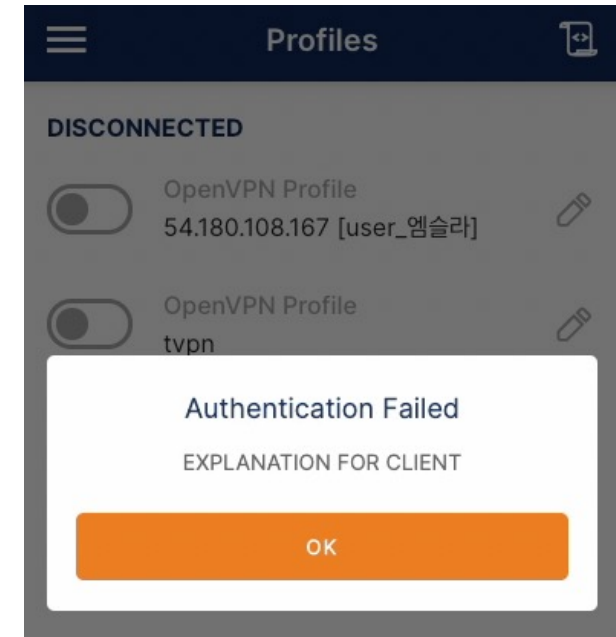 Profiles
DISCONNECTED
OpenVPN Profile
54.180.108.167 [user_엠슬라]
OpenVPN Profile
tvpn
Authentication Failed
EXPLANATION FOR CLIENT
OK